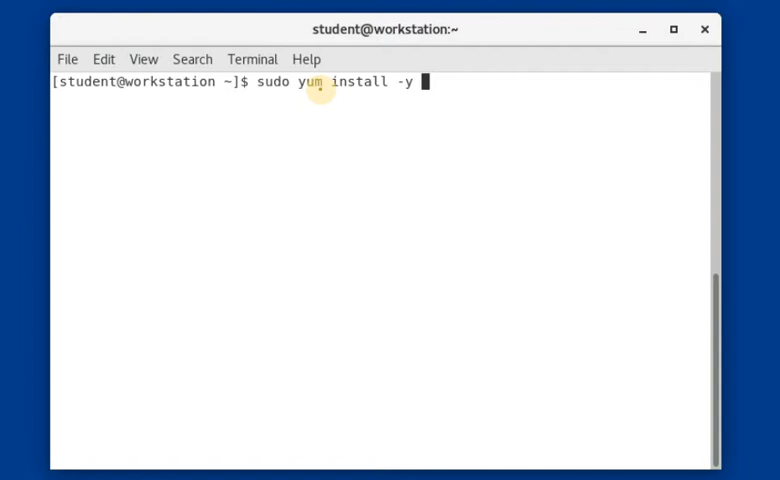 student@workstation:~
File Edit View Search Terminal Help
[student@workstation ~]$ sudo yum install -y